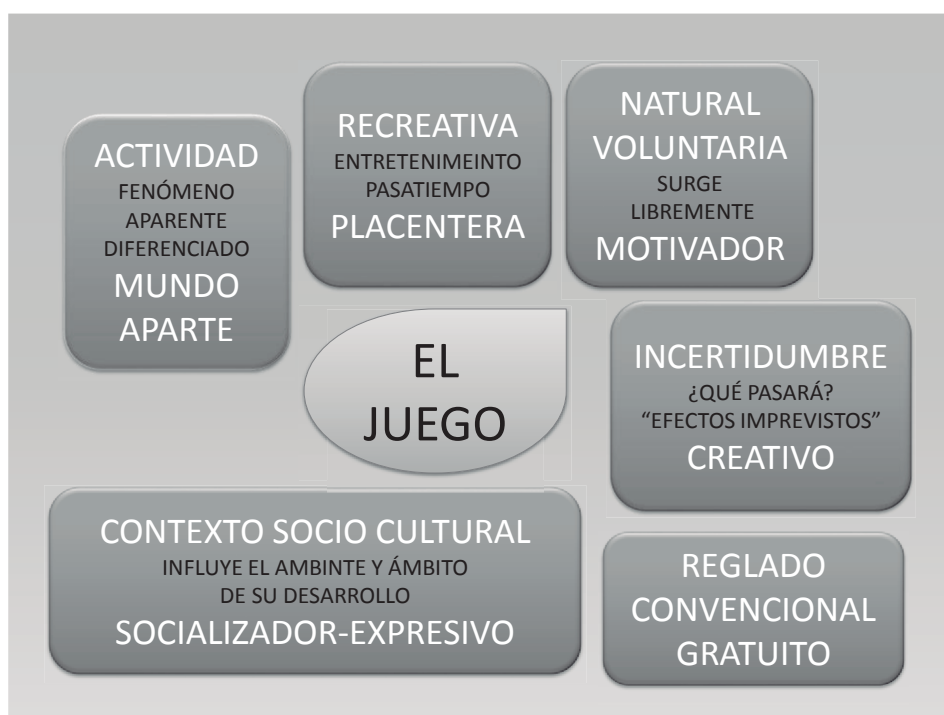 ACTIVIDAD
FENÓMENO
APARENTE
DIFERENCIADO
MUNDO
APARTE
RECREATIVA
ENTRETENIMEINTO
PASATIEMPO
PLACENTERA
NATURAL
VOLUNTARIA
SURGE
LIBREMENTE
MOTIVADOR
EL
JUEGO
INCERTIDUMBRE
¿QUÉ PASARÁ?
“EFECTOS IMPREVISTOS”
CREATIVO
CONTEXTO SOCIO CULTURAL
INFLUYE EL AMBINTE Y ÁMBITO
DE SU DESARROLLO
SOCIALIZADOR-EXPRESIVO
REGLADO
CONVENCIONAL
GRATUITO